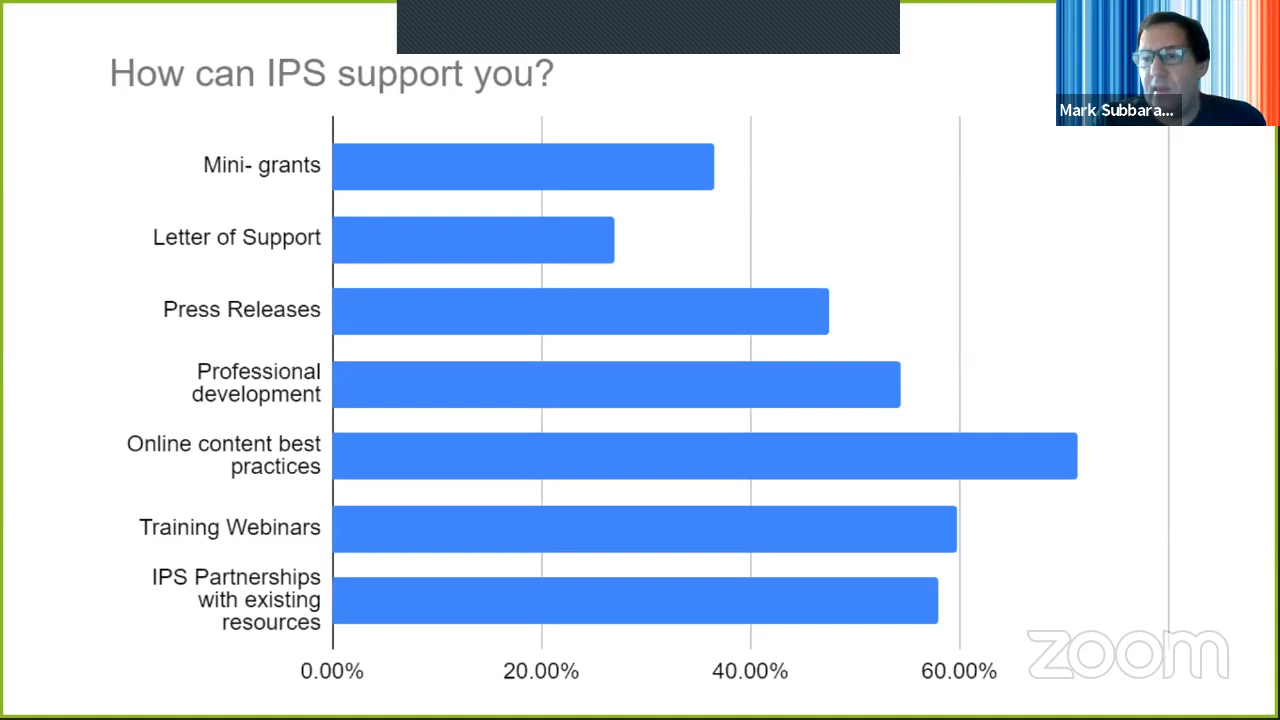 How can IPS support you?
Mark Subbara...
Mini- grants
Letter of Support
Press Releases
Professional
development
Online content best
practices
Training Webinars
IPS Partnerships
with existing
resources
0.00%
20.00%
40.00%
60.00%
zoom